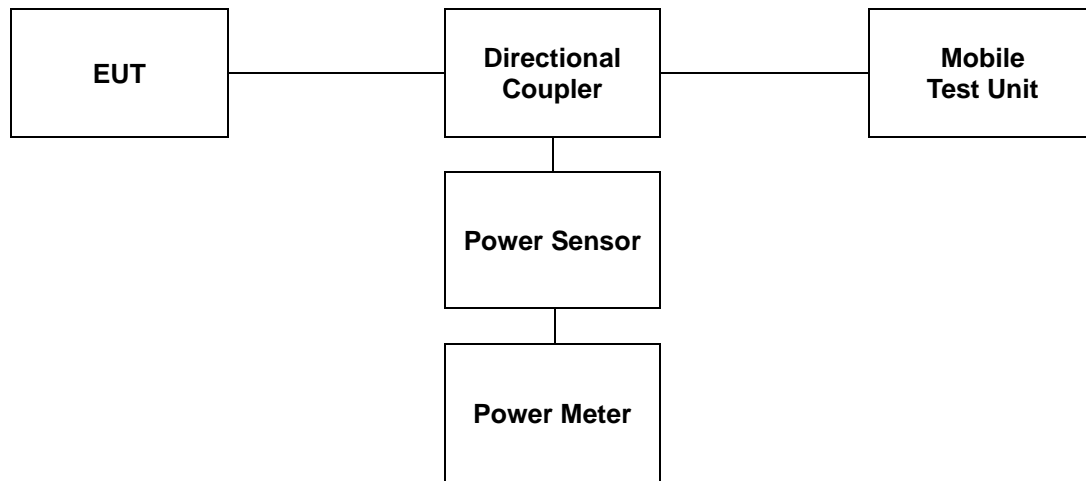 EUT
Directional
Coupler
Mobile
Test Unit
Power Sensor
Power Meter